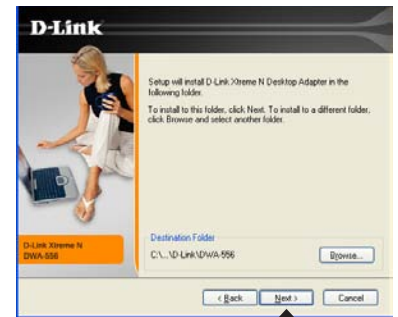 D-Link
Setup will install D-Link Xtreme N Desktop Adapter in the
following folder.
To install to this folder, click Next. To install to a different folder,
click Browse and select another folder.
D-Link Xtreme N
DWA-556
Destination Folder
C:\...\D-Link\DWA-556
Browse...
< Back
Next >
Cancel